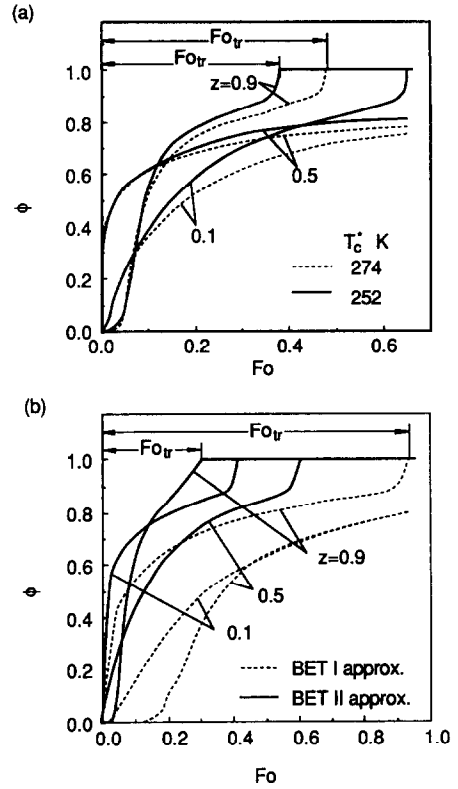 (a)
Fo_tr
Fo_tr
z=0.9
1.0
0.8
0.6
0.4
0.2
0.0
ϕ
0.5
0.1
T_c^* K
274
252
0.0 0.2 0.4 0.6
Fo
(b)
Fo_tr
Fo_tr
1.0
0.8
0.6
0.4
0.2
0.0
ϕ
z=0.9
0.5
0.1
BET I approx.
BET II approx.
0.0 0.2 0.4 0.6 0.8 1.0
Fo